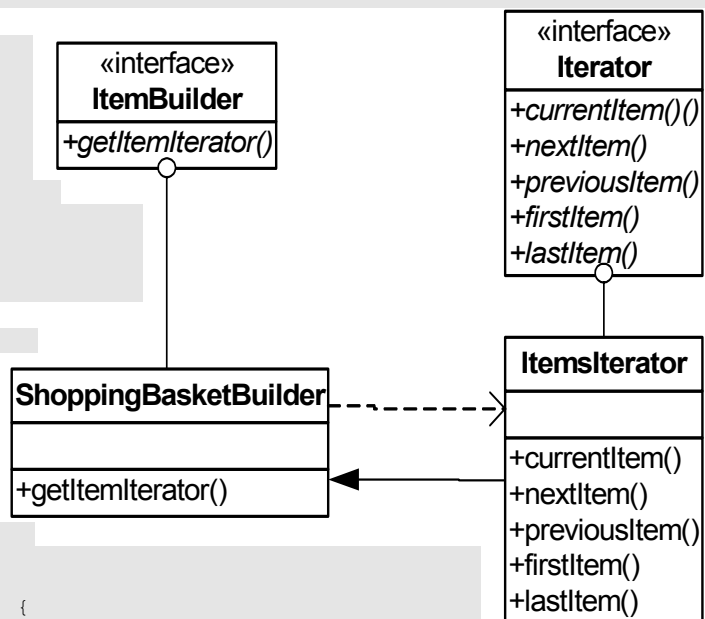 «interface»
ItemBuilder
+getItemIterator()
«interface»
Iterator
+currentItem()()
+nextItem()
+previousItem()
+firstItem()
+lastItem()
ShoppingBasketBuilder
+getItemIterator()
ItemsIterator
+currentItem()
+nextItem()
+previousItem()
+firstItem()
+lastItem()
{